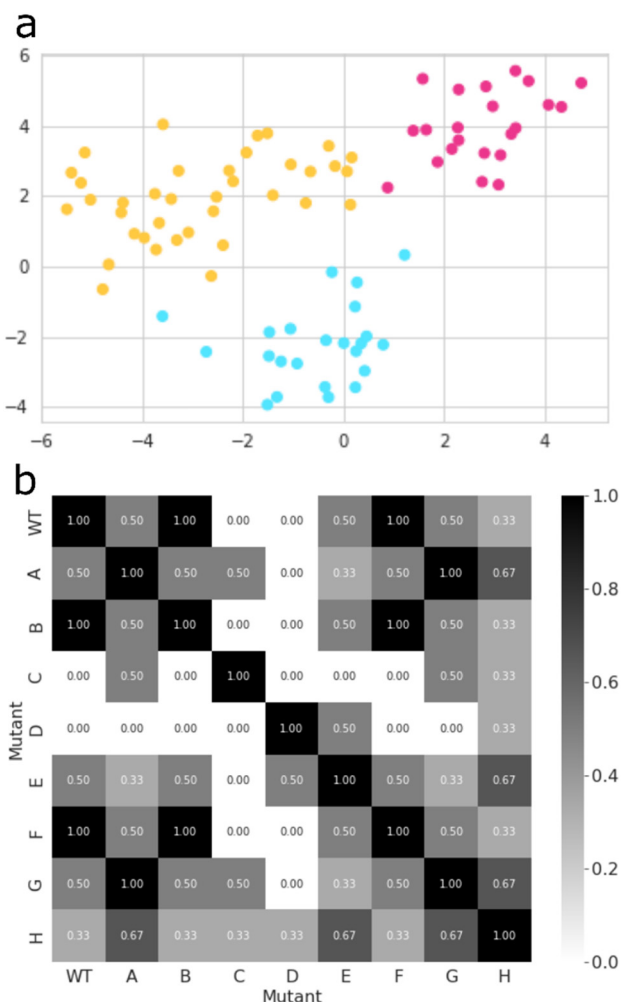 a
6
4
2
0
−2
−4
−6 −4 −2 0 2 4
b
WT 1.00 0.50 1.00 0.00 0.00 0.50 1.00 0.50 0.33
A 0.50 1.00 0.50 0.50 0.00 0.33 0.50 1.00 0.67
B 1.00 0.50 1.00 0.00 0.00 0.50 1.00 0.50 0.33
C 0.00 0.50 0.00 1.00 0.00 0.00 0.00 0.50 0.33
D 0.00 0.00 0.00 0.00 1.00 0.50 0.00 0.00 0.33
E 0.50 0.33 0.50 0.00 0.50 1.00 0.50 0.33 0.67
F 1.00 0.50 1.00 0.00 0.00 0.50 1.00 0.50 0.33
G 0.50 1.00 0.50 0.50 0.00 0.33 0.50 1.00 0.67
H 0.33 0.67 0.33 0.33 0.33 0.67 0.33 0.67 1.00
Mutant
WT A B C D E F G H
Mutant
1.0
0.8
0.6
0.4
0.2
0.0